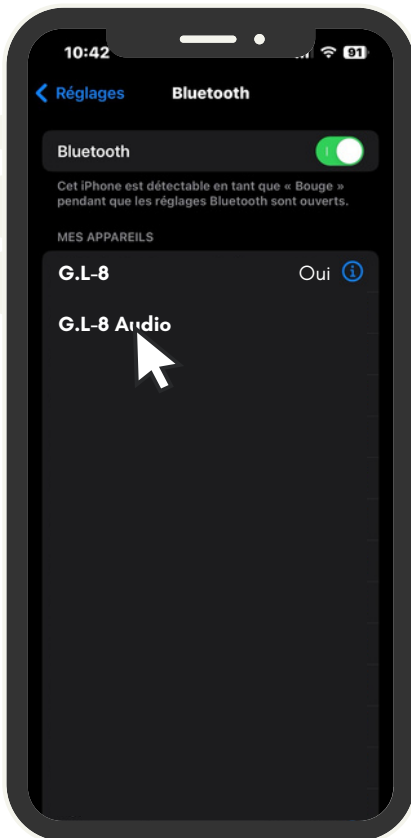 10:42
91
Réglages
Bluetooth
Bluetooth
Cet iPhone est détectable en tant que « Bouge »
pendant que les réglages Bluetooth sont ouverts.
MES APPAREILS
G.L-8 Oui
G.L-8 Audio